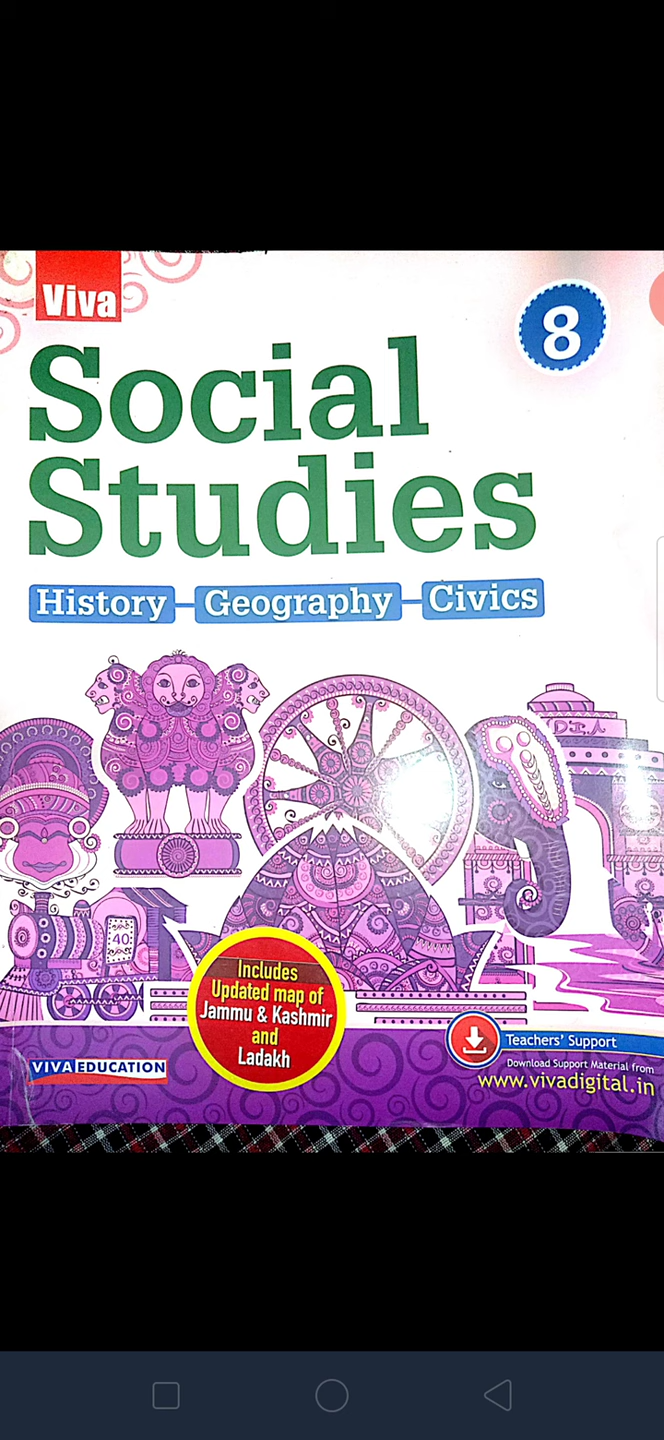 Viva
8
Social
Studies
History-Geography-Civics
40
Includes
Updated map of
Jammu & Kashmir
and
Ladakh
Teachers' Support
Download Support Material from
www.vivadigital.in
VIVA EDUCATION